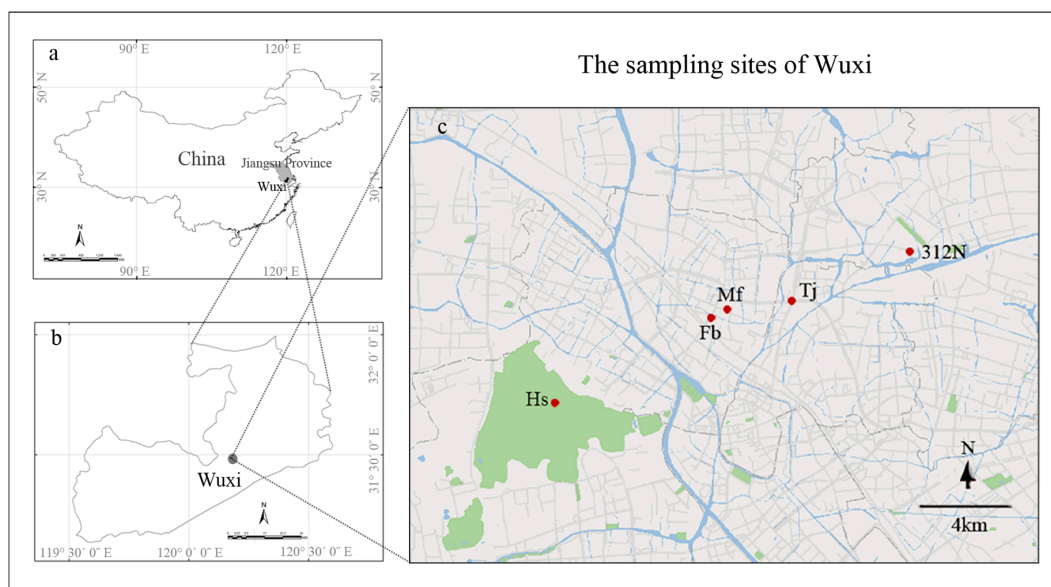 The sampling sites of Wuxi
a
90° E
120° E
50° N
50° N
China
Jiangsu Province
Wuxi
30° N
30° N
N
90° E
120° E
b
32° 0′ 0″ E
31° 30′ 0″ E
Wuxi
N
119° 30′ 0″ E
120° 0′ 0″ E
120° 30′ 0″ E
c
312N
Tj
Mf
Fb
Hs
N
4km